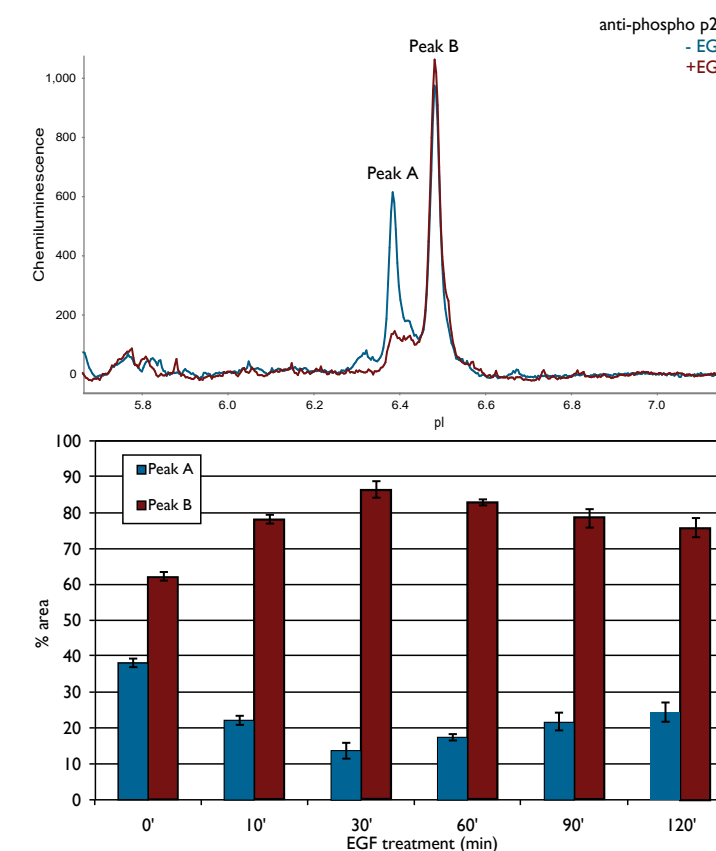 anti-phospho p2
- EG
+EG
Peak B
Peak A
Chemiluminescence
1,000
800
600
400
200
0
5.8 6.0 6.2 6.4 6.6 6.8 7.0
pI
100
90
80
70
60
50
40
30
20
10
0
Peak A
Peak B
% area
0' 10' 30' 60' 90' 120'
EGF treatment (min)